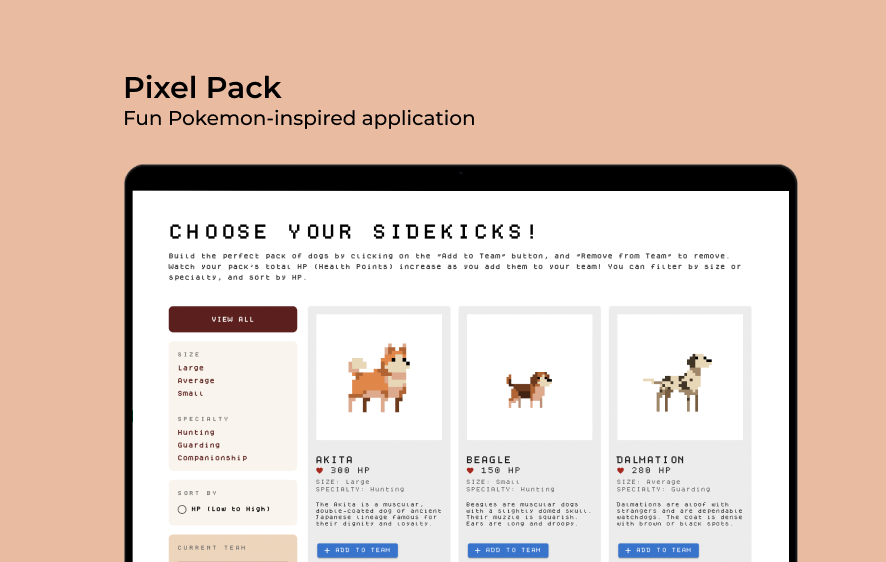 Pixel Pack
Fun Pokemon-inspired application
CHOOSE YOUR SIDEKICKS!
Build the perfect pack of dogs by clicking on the "Add to Team" button, and "Remove from Team" to remove.
Watch your pack's total HP (Health Points) increase as you add them to your team! You can filter by size or
specialty, and sort by HP.
VIEW ALL
SIZE
Large
Average
Small
SPECIALTY
Hunting
Guarding
Companionship
SORT BY
HP (Low to High)
CURRENT TEAM
AKITA
300 HP
SIZE: Large
SPECIALTY: Hunting
The Akita is a muscular,
double-coated dog of ancient
Japanese lineage famous for
their dignity and loyalty.
+ ADD TO TEAM
BEAGLE
150 HP
SIZE: Small
SPECIALTY: Hunting
Beagles are muscular dogs
with a slightly domed skull.
Their muzzle is squarish.
Ears are long and droopy.
+ ADD TO TEAM
DALMATION
200 HP
SIZE: Average
SPECIALTY: Guarding
Dalmations are aloof with
strangers and are dependable
watchdogs. The coat is dense
with brown or black spots.
+ ADD TO TEAM